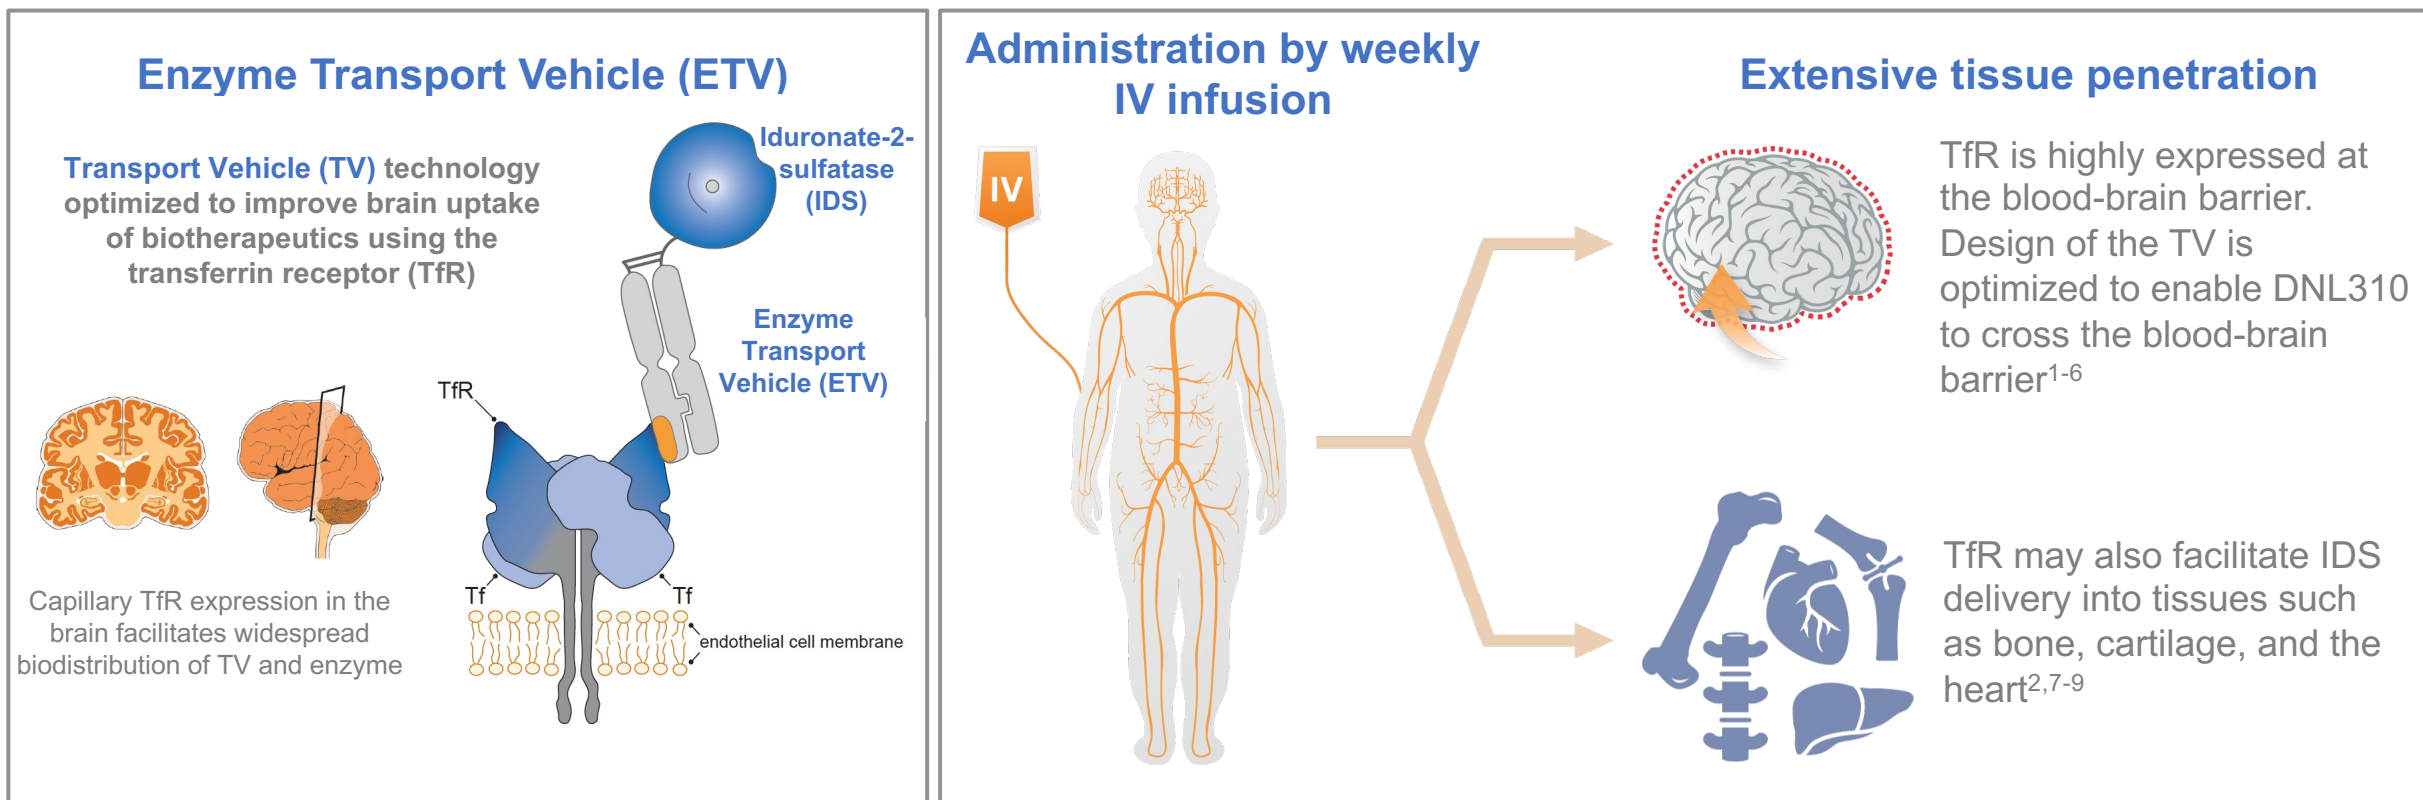 Enzyme Transport Vehicle (ETV)
Transport Vehicle (TV) technology
optimized to improve brain uptake
of biotherapeutics using the
transferrin receptor (TfR)
Iduronate-2-
sulfatase
(IDS)
Enzyme
Transport
Vehicle (ETV)
TfR
Tf
Tf
endothelial cell membrane
Capillary TfR expression in the
brain facilitates widespread
biodistribution of TV and enzyme
Administration by weekly
IV infusion
IV
Extensive tissue penetration
TfR is highly expressed at
the blood-brain barrier.
Design of the TV is
optimized to enable DNL310
to cross the blood-brain
barrier1-6
TfR may also facilitate IDS
delivery into tissues such
as bone, cartilage, and the
heart2,7-9